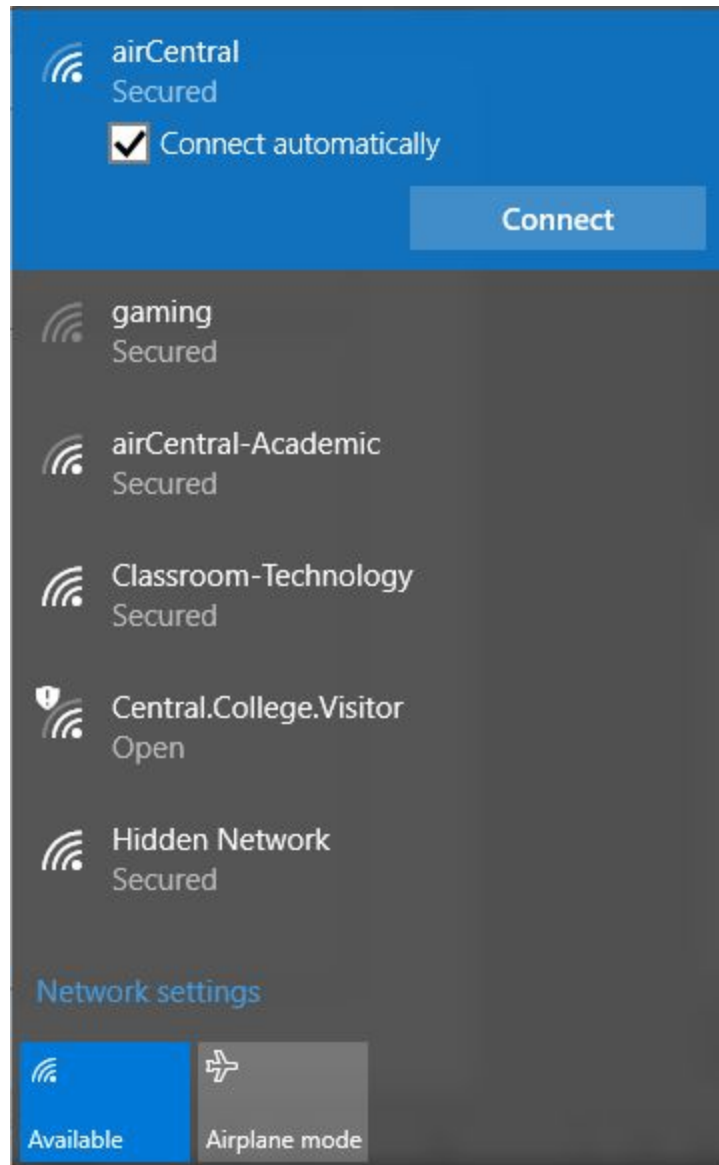 airCentral
Secured
Connect automatically
Connect
gaming
Secured
airCentral-Academic
Secured
Classroom-Technology
Secured
Central.College.Visitor
Open
Hidden Network
Secured
Network settings
Available
Airplane mode